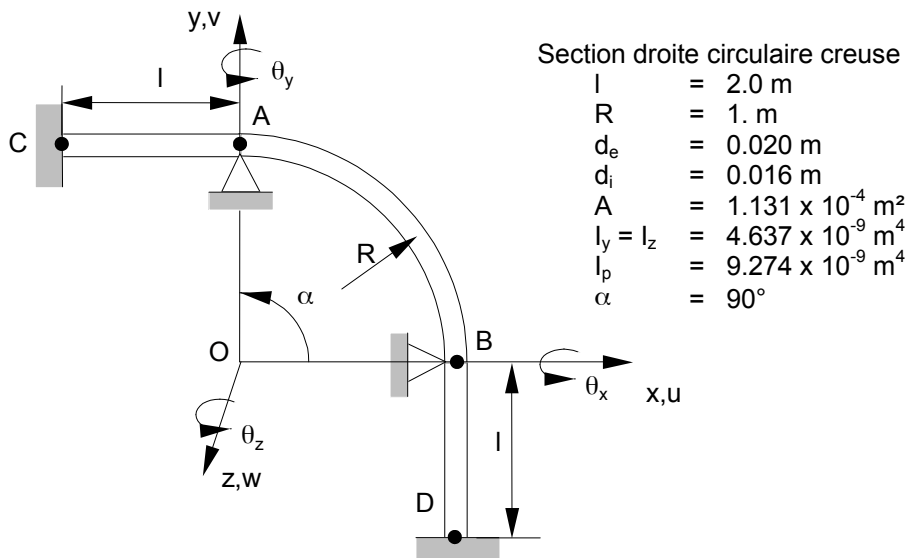 y,v
θy
l
A
C
R
α
O
B
θx
x,u
θz
z,w
l
D
Section droite circulaire creuse
l = 2.0 m
R = 1. m
de = 0.020 m
di = 0.016 m
A = 1.131 x 10-4 m²
Iy = Iz = 4.637 x 10-9 m4
Ip = 9.274 x 10-9 m4
α = 90°